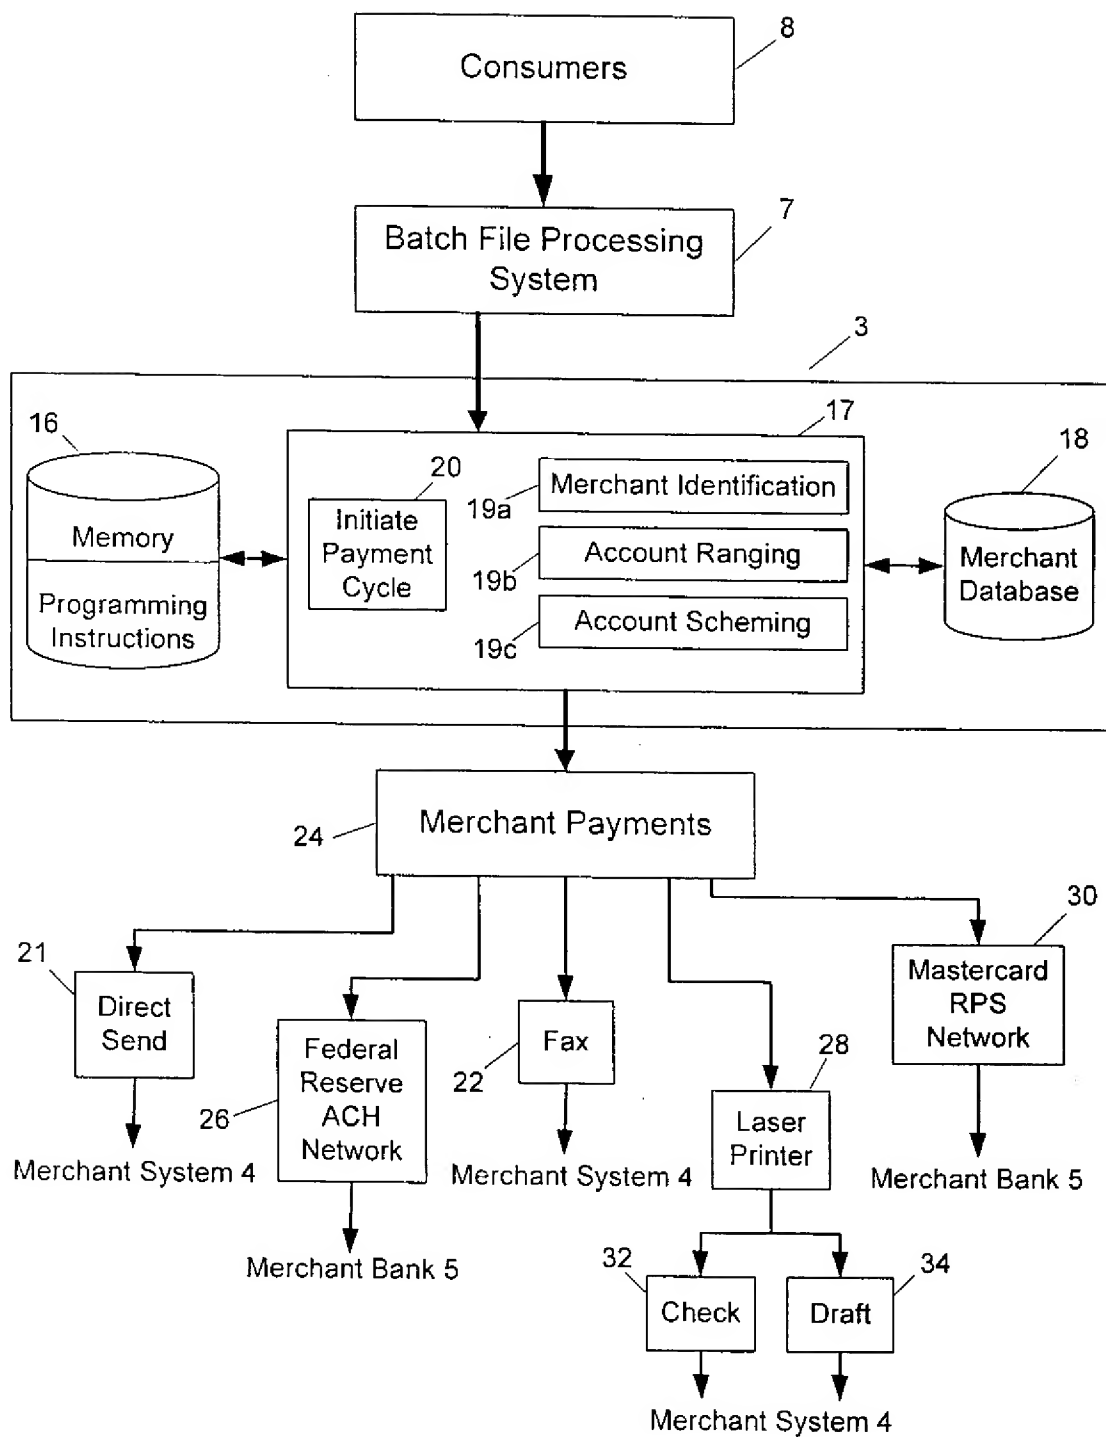 8
Consumers
7
Batch File Processing
System
3
16
17
18
20
Memory
Programming
Instructions
Initiate
Payment
Cycle
19a
Merchant Identification
19b
Account Ranging
19c
Account Scheming
Merchant
Database
24
Merchant Payments
21
Direct
Send
Merchant System 4
26
Federal
Reserve
ACH
Network
Merchant Bank 5
22
Fax
Merchant System 4
28
Laser
Printer
30
Mastercard
RPS
Network
Merchant Bank 5
32
Check
34
Draft
Merchant System 4